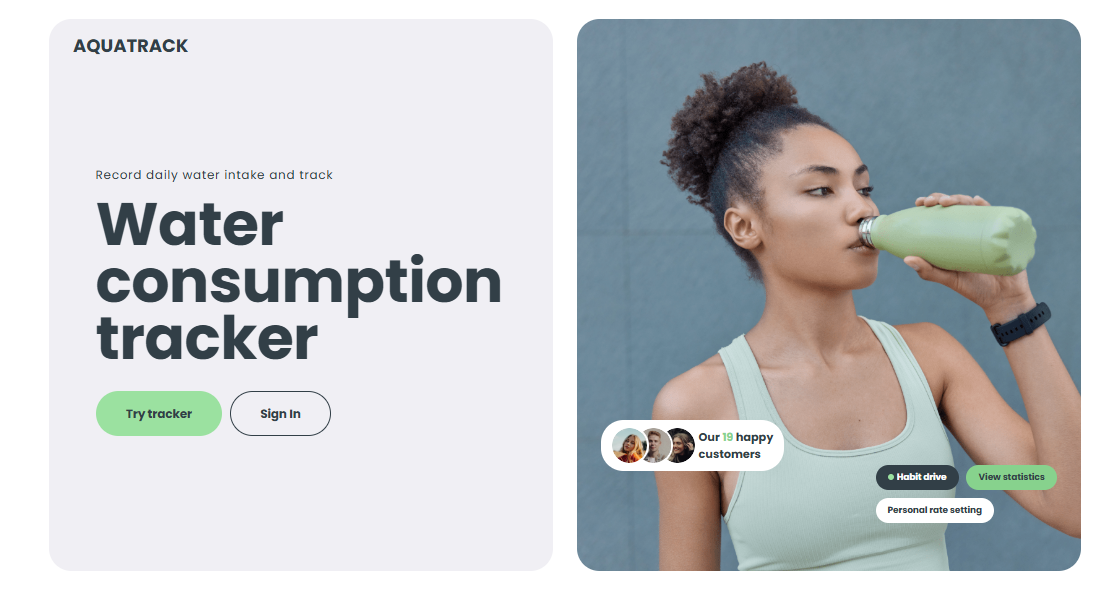 AQUATRACK
Record daily water intake and track
Water
consumption
tracker
Try tracker
Sign In
Our 19 happy
customers
Habit drive
View statistics
Personal rate setting